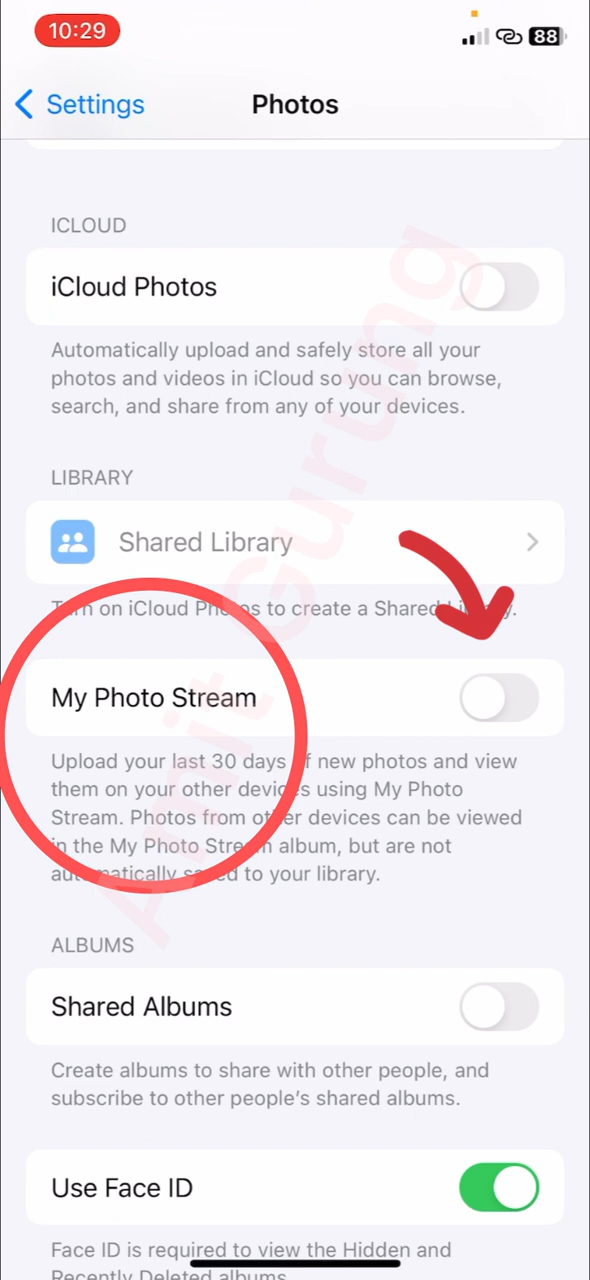 10:29
88
Settings
Photos
ICLOUD
iCloud Photos
Automatically upload and safely store all your
photos and videos in iCloud so you can browse,
search, and share from any of your devices.
LIBRARY
Shared Library
Turn on iCloud Photos to create a Shared Library.
My Photo Stream
Upload your last 30 days of new photos and view
them on your other devices using My Photo
Stream. Photos from other devices can be viewed
in the My Photo Stream album, but are not
automatically saved to your library.
ALBUMS
Shared Albums
Create albums to share with other people, and
subscribe to other people’s shared albums.
Use Face ID
Face ID is required to view the Hidden and
Recently Deleted albums.
Amit Gurung